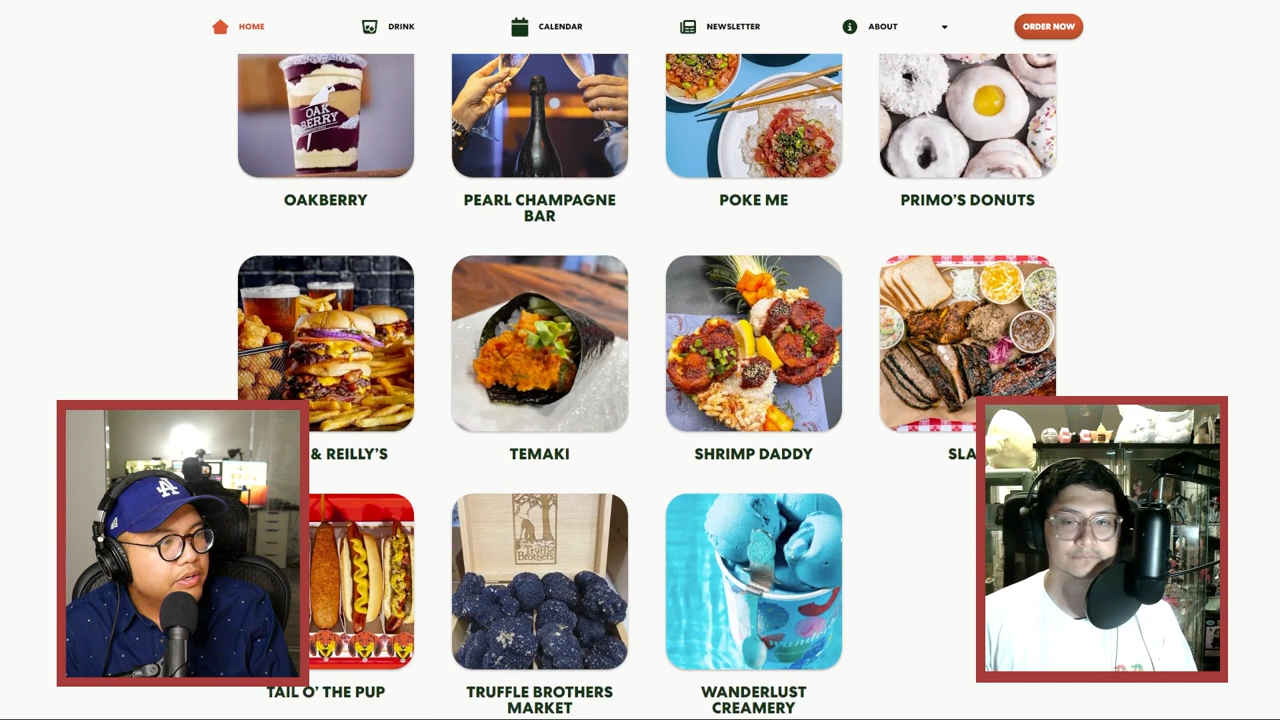 HOME
DRINK
CALENDAR
NEWSLETTER
ABOUT
ORDER NOW
OAK
BERRY
OAKBERRY
PEARL CHAMPAGNE
BAR
POKE ME
PRIMO'S DONUTS
& REILLY'S
TEMAKI
SHRIMP DADDY
SLA
LA
Truffle
Brothers
TAIL O' THE PUP
TRUFFLE BROTHERS
MARKET
WANDERLUST
CREAMERY